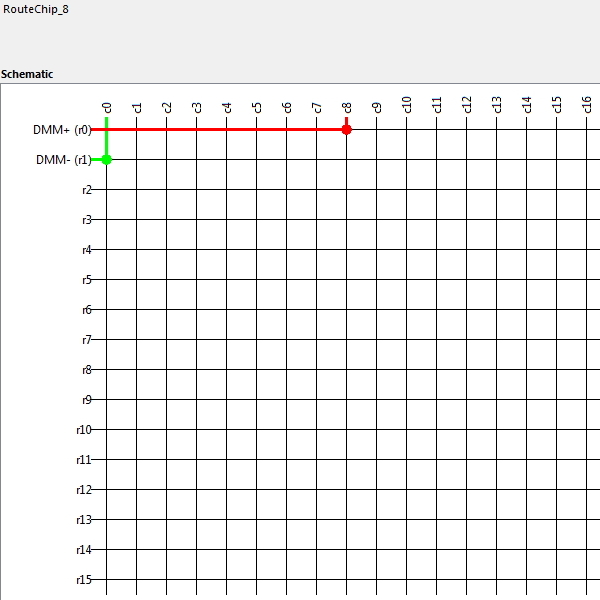 RouteChip_8
Schematic
c0 c1 c2 c3 c4 c5 c6 c7 c8 c9 c10 c11 c12 c13 c14 c15 c16
DMM+ (r0)
DMM- (r1)
r2
r3
r4
r5
r6
r7
r8
r9
r10
r11
r12
r13
r14
r15